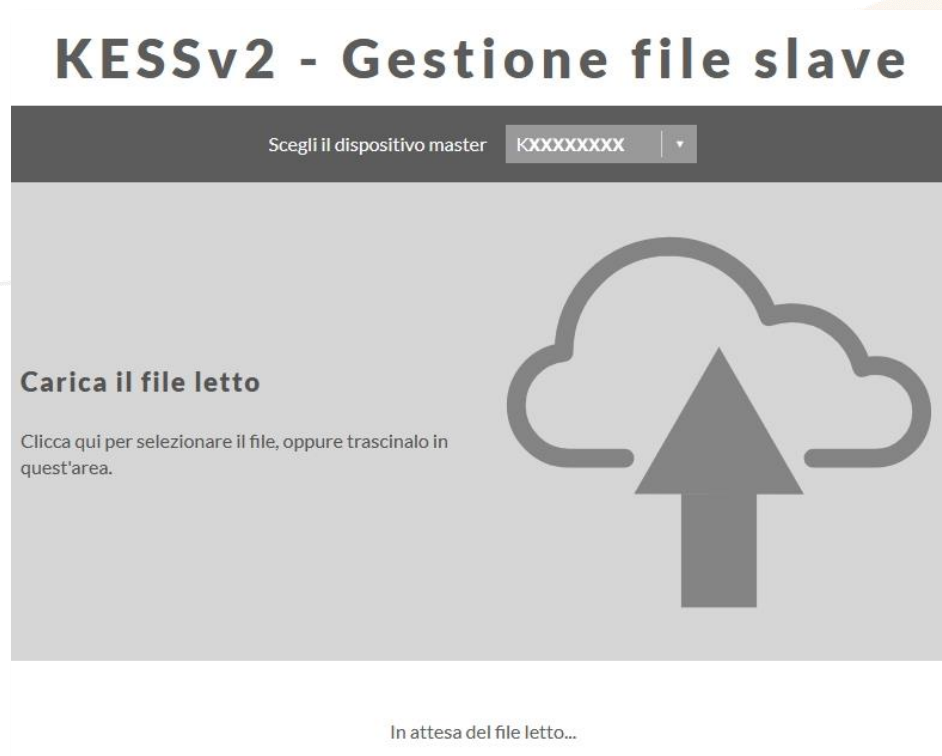 KESSv2 - Gestione file slave
Scegli il dispositivo master KXXXXXXXX
Carica il file letto
Clicca qui per selezionare il file, oppure trascinalo in
quest'area.
In attesa del file letto...